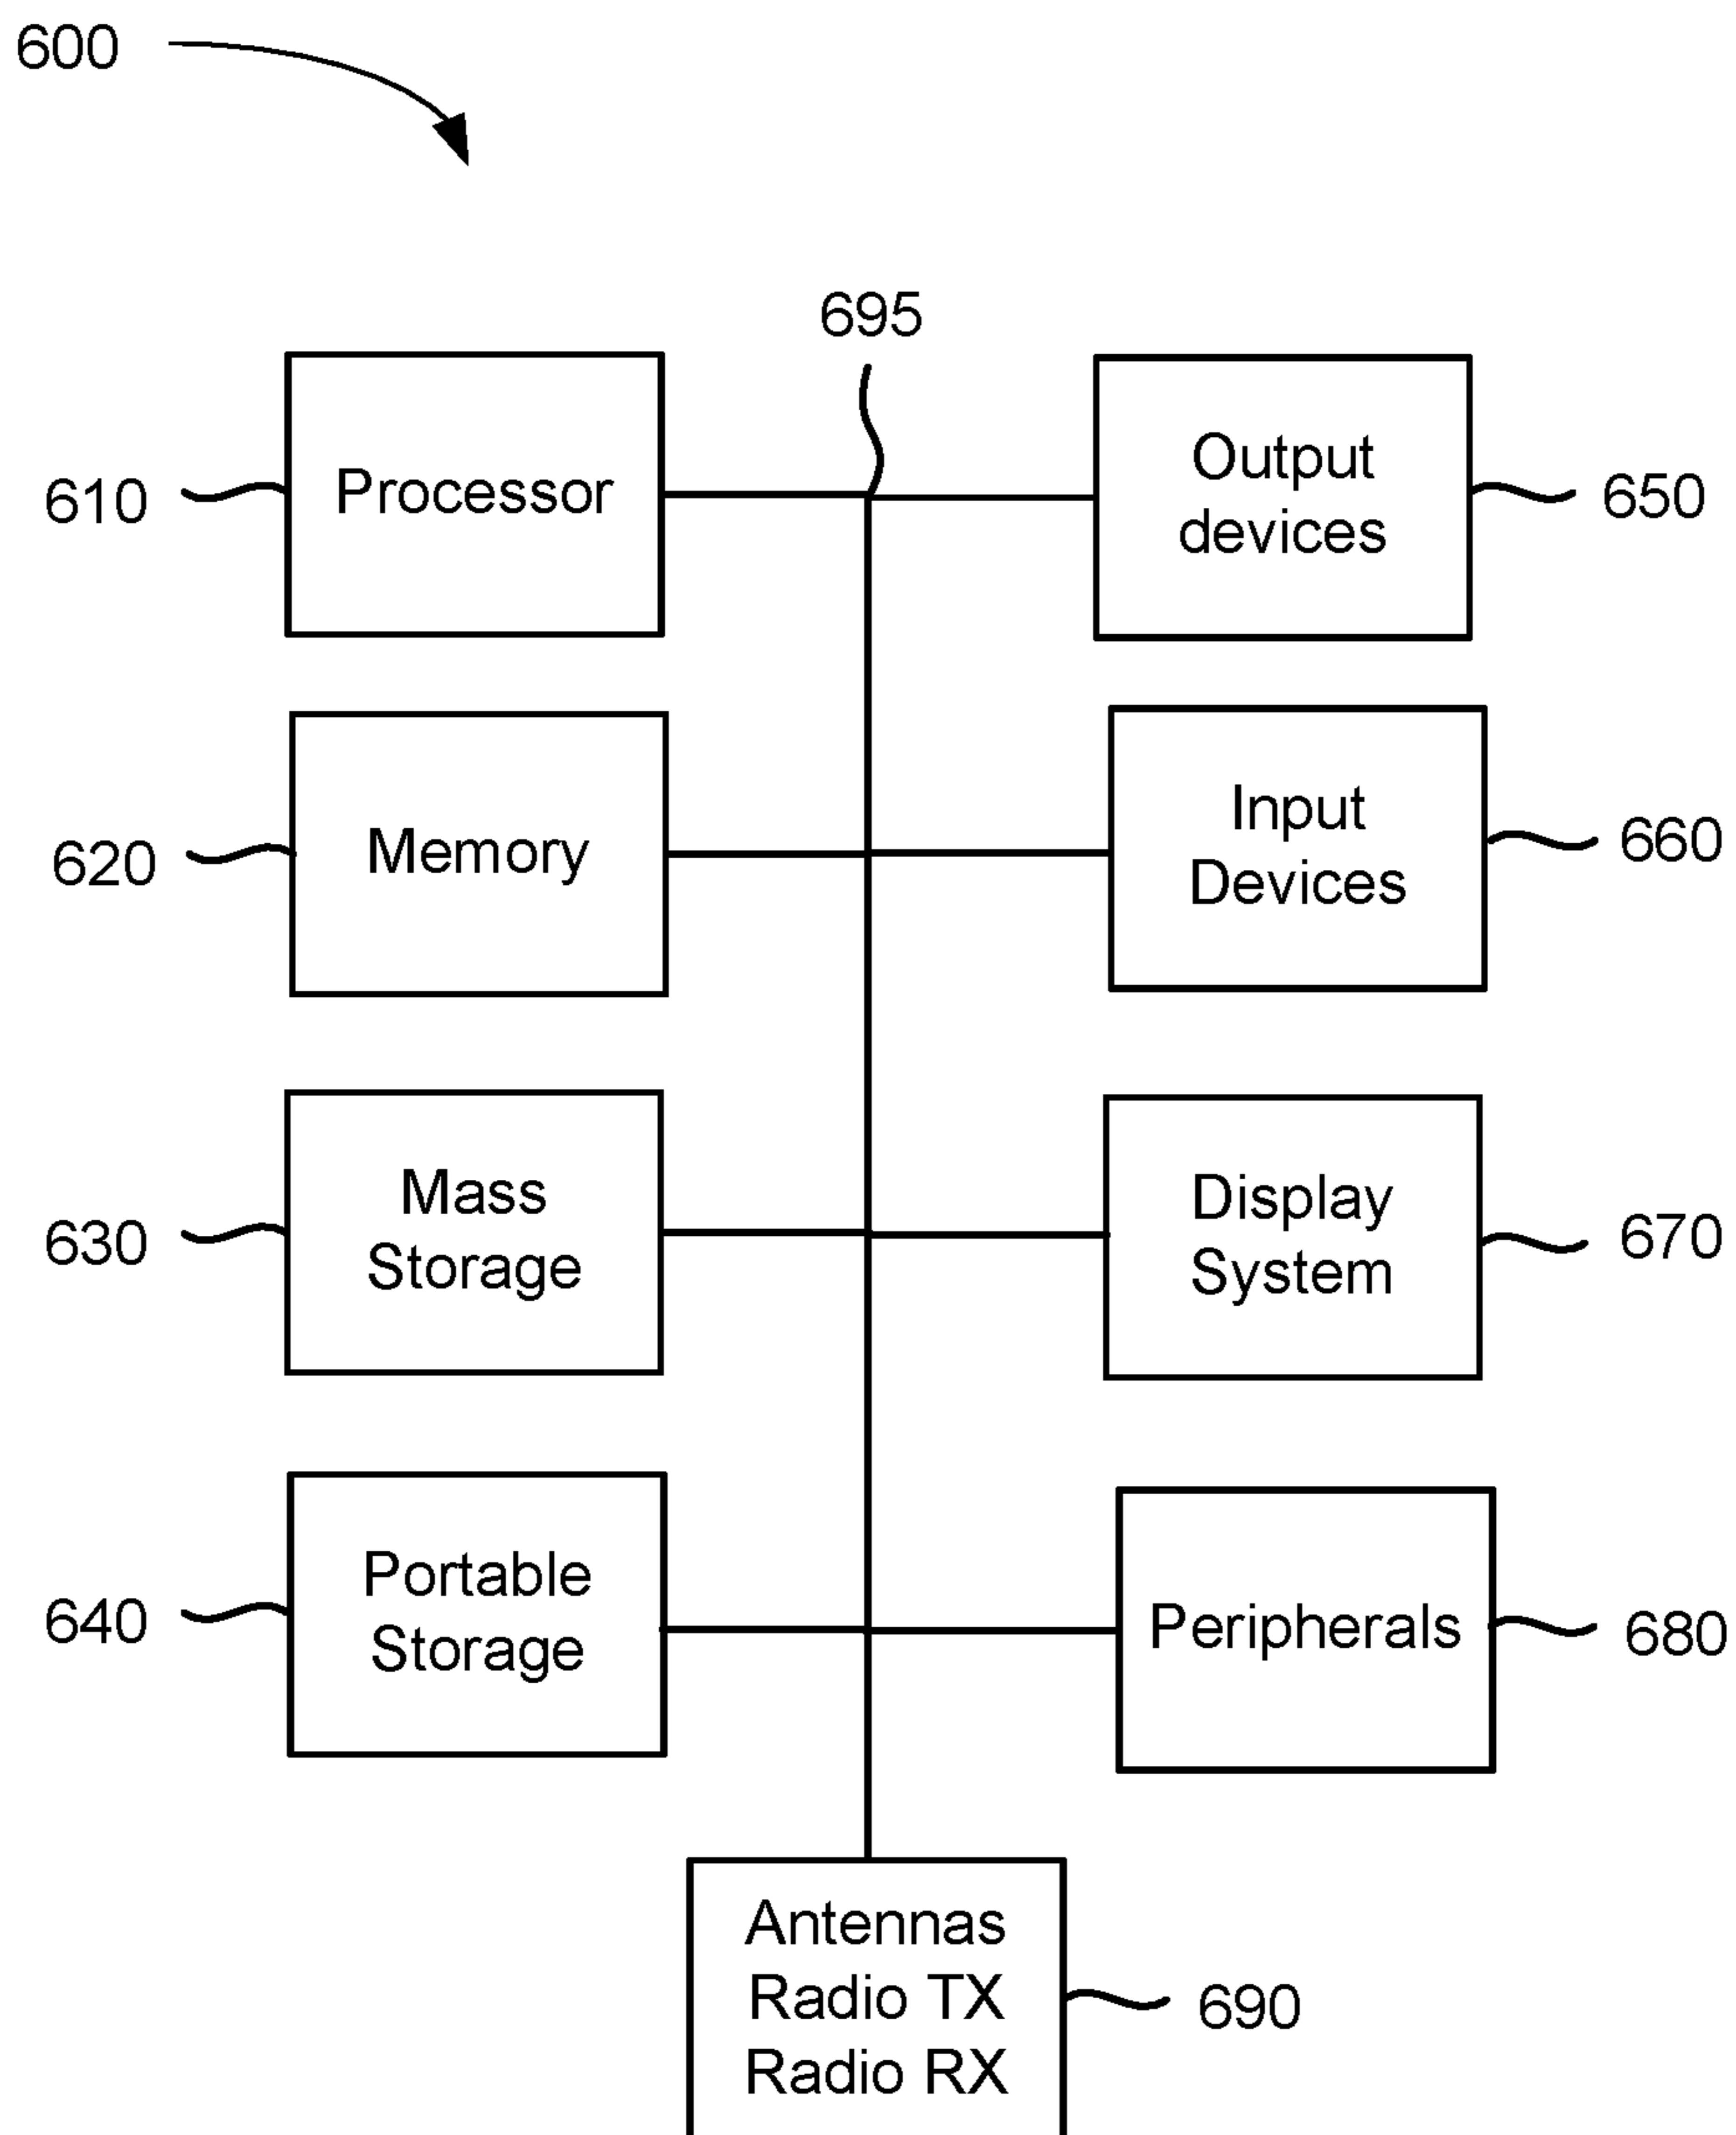 600
695
610
Processor
Output
devices
650
620
Memory
Input
Devices
660
630
Mass
Storage
Display
System
670
640
Portable
Storage
Peripherals
680
Antennas
Radio TX
Radio RX
690